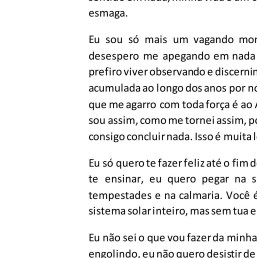 esmaga.
Eu sou só mais um vagando
desespero me apegando em nada
prefiro viver observando e
acumulada ao longo dos anos por
que me agarro com toda força é ao
sou assim, como me tornei assim,
consigo concluir nada. Isso é muita
Eu só quero te fazer feliz até o fim
te ensinar, eu quero pegar na
tempestades e na calmaria. Você é
sistema solar inteiro, mas sem tua
Eu não sei o que vou fazer da minha
engolindo, eu não quero desistir de